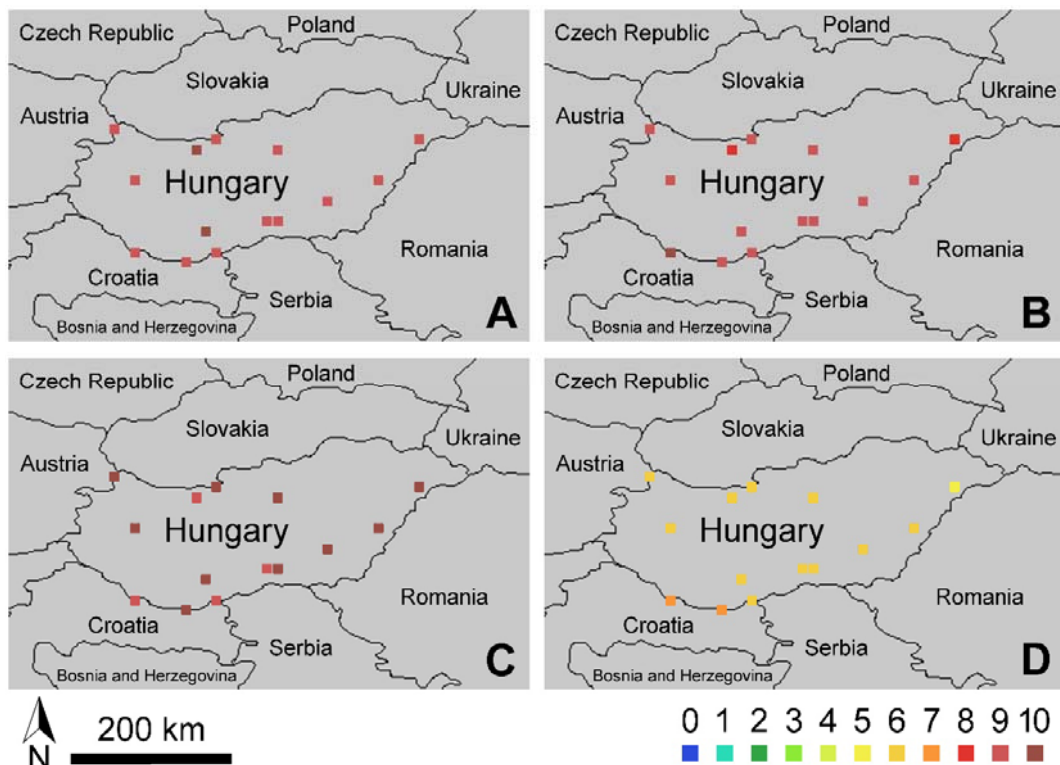 Czech Republic
Poland
Slovakia
Ukraine
Austria
Hungary
Romania
Croatia
Serbia
Bosnia and Herzegovina
A
Czech Republic
Poland
Slovakia
Ukraine
Austria
Hungary
Romania
Croatia
Serbia
Bosnia and Herzegovina
B
Czech Republic
Poland
Slovakia
Ukraine
Austria
Hungary
Romania
Croatia
Serbia
Bosnia and Herzegovina
C
Czech Republic
Poland
Slovakia
Ukraine
Austria
Hungary
Romania
Croatia
Serbia
Bosnia and Herzegovina
D
N
200 km
0 1 2 3 4 5 6 7 8 9 10